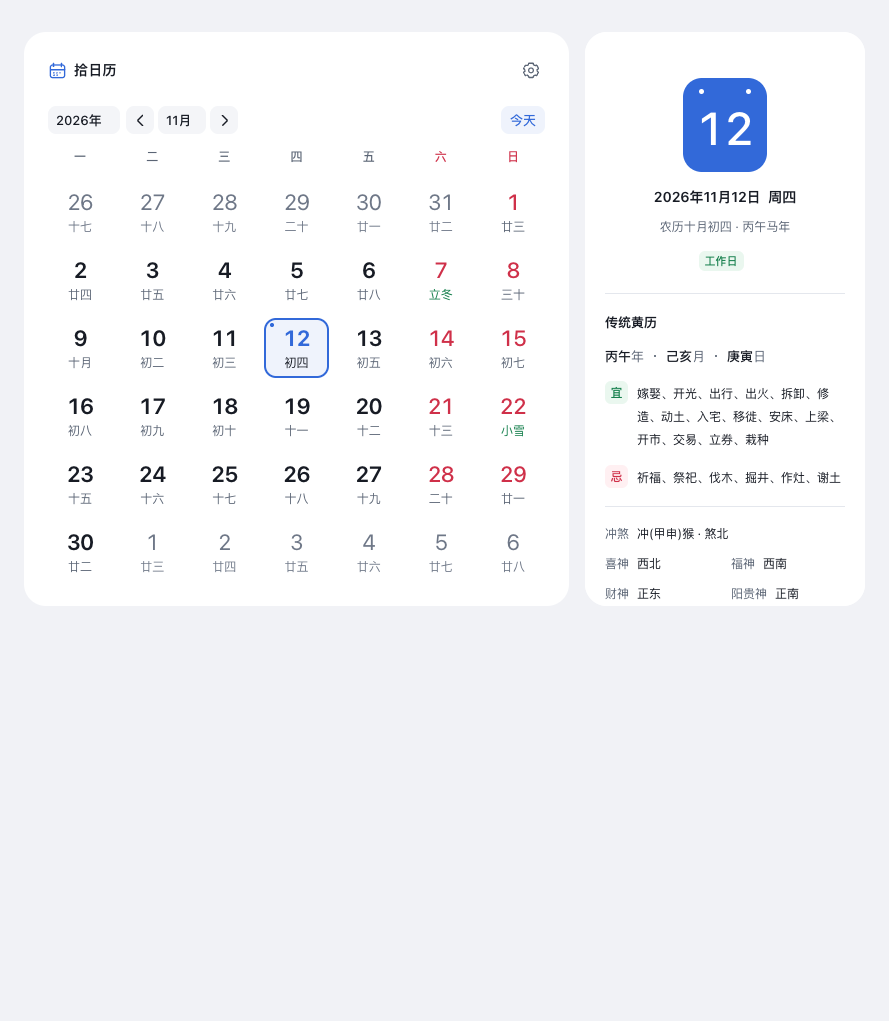 拾日历
2026年
11月
今天
一 二 三 四 五 六 日
26 27 28 29 30 31 1
十七 十八 十九 二十 廿一 廿二 廿三
2 3 4 5 6 7 8
廿四 廿五 廿六 廿七 廿八 立冬 三十
9 10 11 12 13 14 15
十月 初二 初三 初四 初五 初六 初七
16 17 18 19 20 21 22
初八 初九 初十 十一 十二 十三 小雪
23 24 25 26 27 28 29
十五 十六 十七 十八 十九 二十 廿一
30 1 2 3 4 5 6
廿二 廿三 廿四 廿五 廿六 廿七 廿八
12
2026年11月12日 周四
农历十月初四 · 丙午马年
工作日
传统黄历
丙午年 · 己亥月 · 庚寅日
宜 嫁娶、开光、出行、出火、拆卸、修
造、动土、入宅、移徙、安床、上梁、
开市、交易、立券、栽种
忌 祈福、祭祀、伐木、掘井、作灶、谢土
冲煞 冲(甲申)猴 · 煞北
喜神 西北 福神 西南
财神 正东 阳贵神 正南